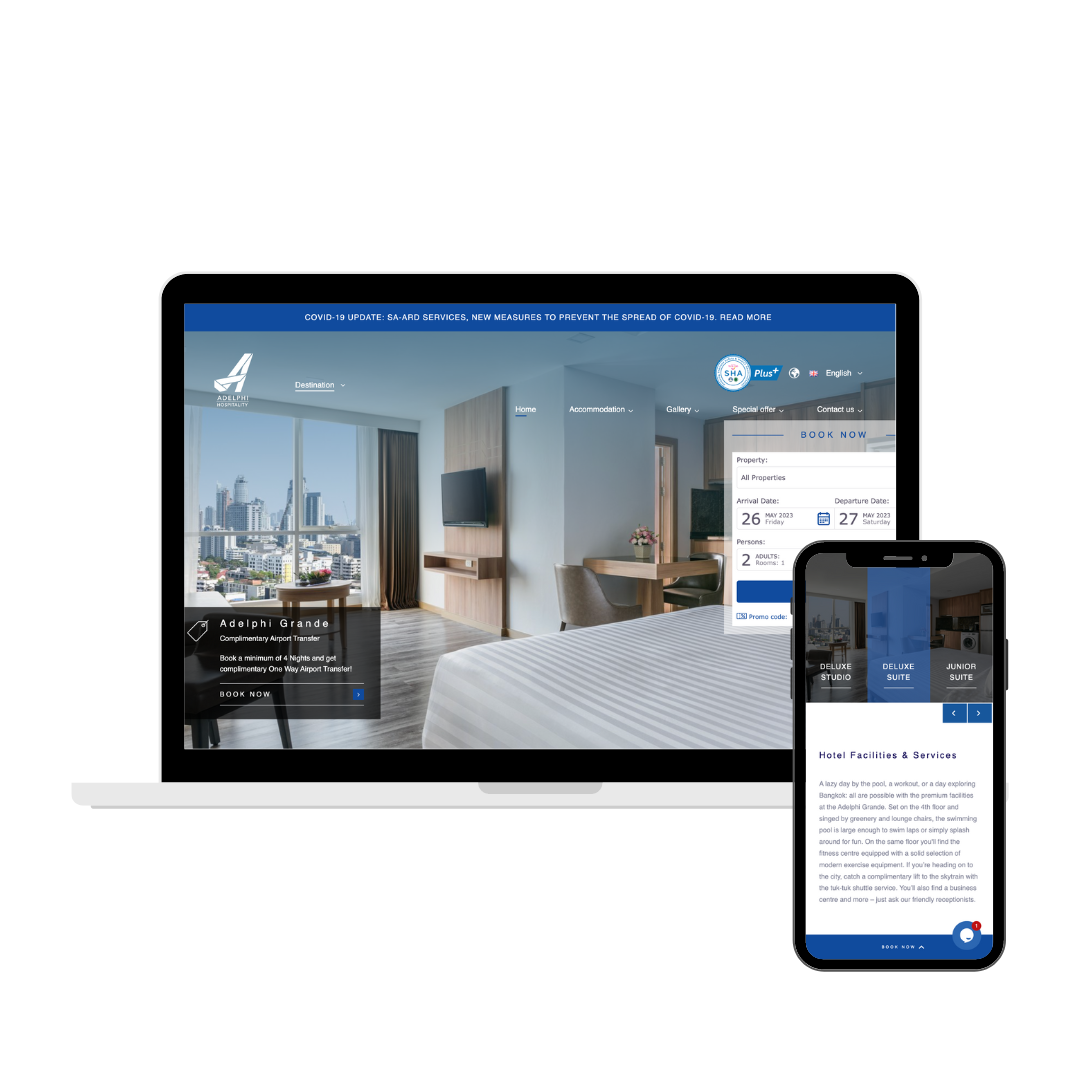 COVID-19 UPDATE: SA-ARD SERVICES, NEW MEASURES TO PREVENT THE SPREAD OF COVID-19. READ MORE
ADELPHI
HOSPITALITY
Destination
SHA Plus+
English
Home
Accommodation
Gallery
Special offer
Contact us
BOOK NOW
Property:
All Properties
Arrival Date:
Departure Date:
26 MAY 2023
Friday
27 MAY 2023
Saturday
Persons:
2 ADULTS:
Rooms: 1
Promo code:
Adelphi Grande
Complimentary Airport Transfer
Book a minimum of 4 Nights and get
complimentary One Way Airport Transfer!
BOOK NOW
DELUXE
STUDIO
DELUXE
SUITE
JUNIOR
SUITE
Hotel Facilities & Services
A lazy day by the pool, a workout, or a day exploring
Bangkok: all are possible with the premium facilities
at the Adelphi Grande. Set on the 4th floor and
singed by greenery and lounge chairs, the swimming
pool is large enough to swim laps or simply splash
around for fun. On the same floor you'll find the
fitness centre equipped with a solid selection of
modern exercise equipment. If you're heading on to
the city, catch a complimentary lift to the skytrain with
the tuk-tuk shuttle service. You'll also find a business
centre and more – just ask our friendly receptionists.
1
BOOK NOW